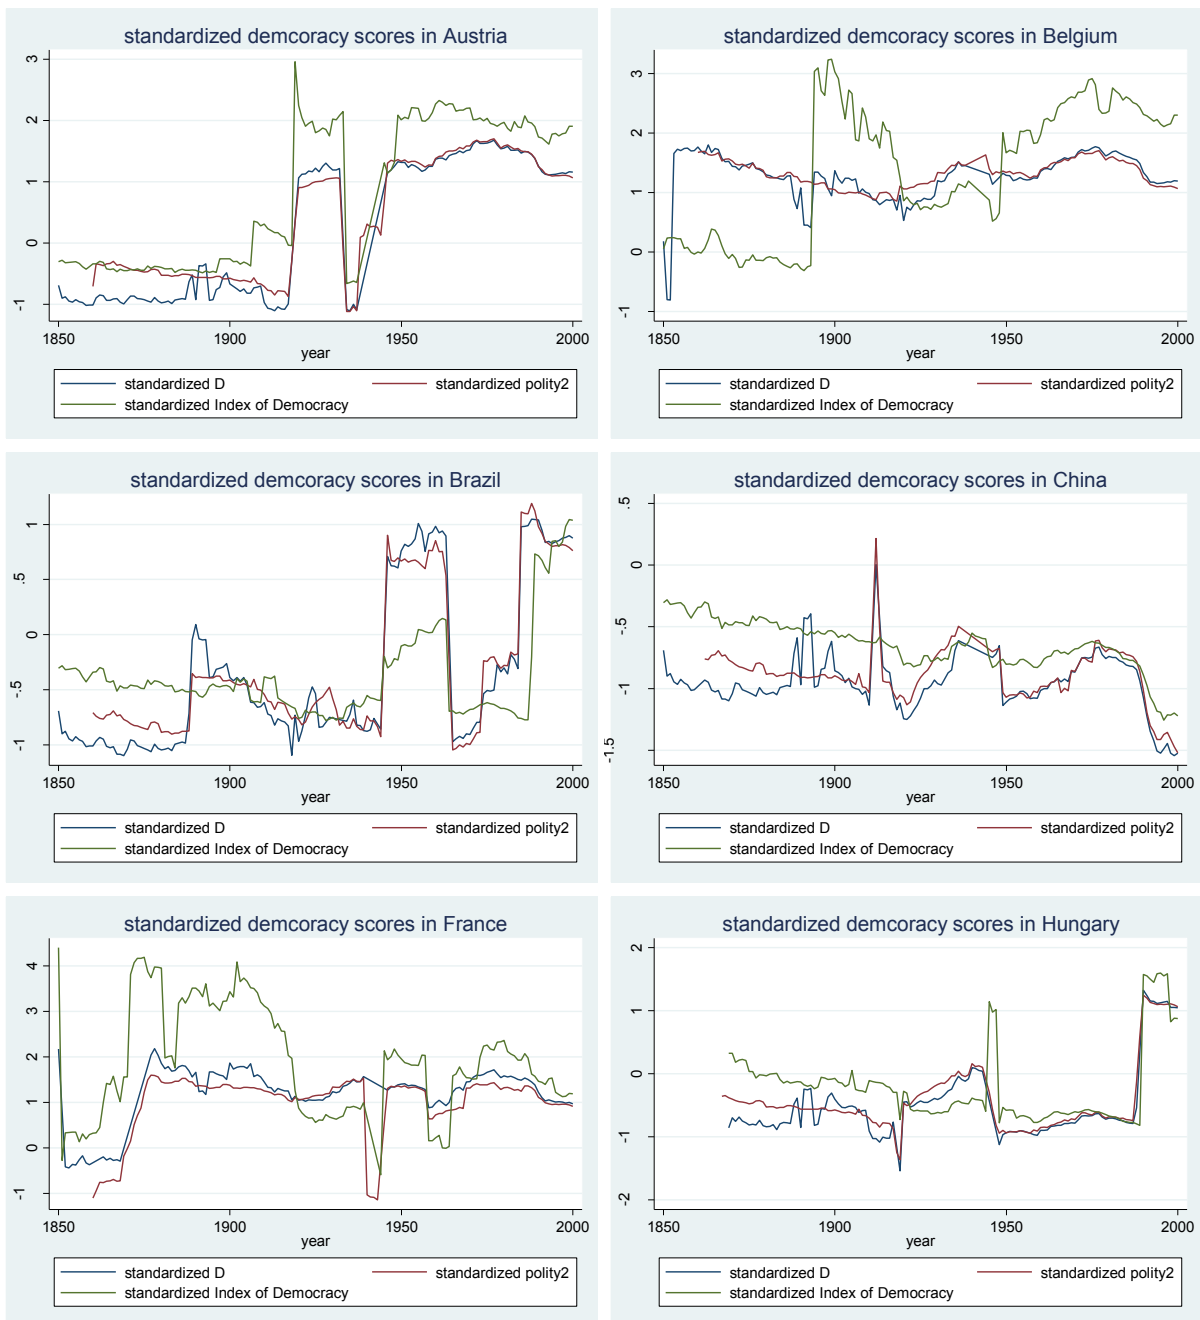 standardized demcoracy scores in Austria
3
2
1
0
-1
1850
1900
1950
2000
year
standardized D
standardized polity2
standardized Index of Democracy
standardized demcoracy scores in Belgium
3
2
1
0
-1
1850
1900
1950
2000
year
standardized D
standardized polity2
standardized Index of Democracy
standardized demcoracy scores in Brazil
1
.5
0
-.5
-1
1850
1900
1950
2000
year
standardized D
standardized polity2
standardized Index of Democracy
standardized demcoracy scores in China
.5
0
-.5
-1
-1.5
1850
1900
1950
2000
year
standardized D
standardized polity2
standardized Index of Democracy
standardized demcoracy scores in France
4
3
2
1
0
-1
1850
1900
1950
2000
year
standardized D
standardized polity2
standardized Index of Democracy
standardized demcoracy scores in Hungary
2
1
0
-1
-2
1850
1900
1950
2000
year
standardized D
standardized polity2
standardized Index of Democracy